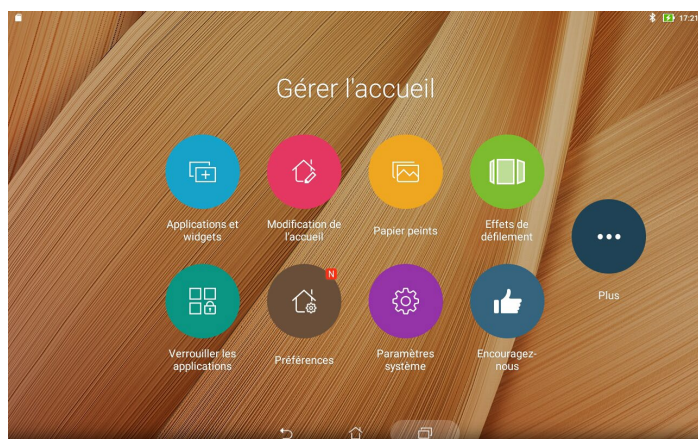 17:21
Gérer l'accueil
Applications et
widgets
Modification de
l'accueil
Papier peints
Effets de
défilement
Plus
N
Verrouiller les
applications
Préférences
Paramètres
système
Encouragez-
nous